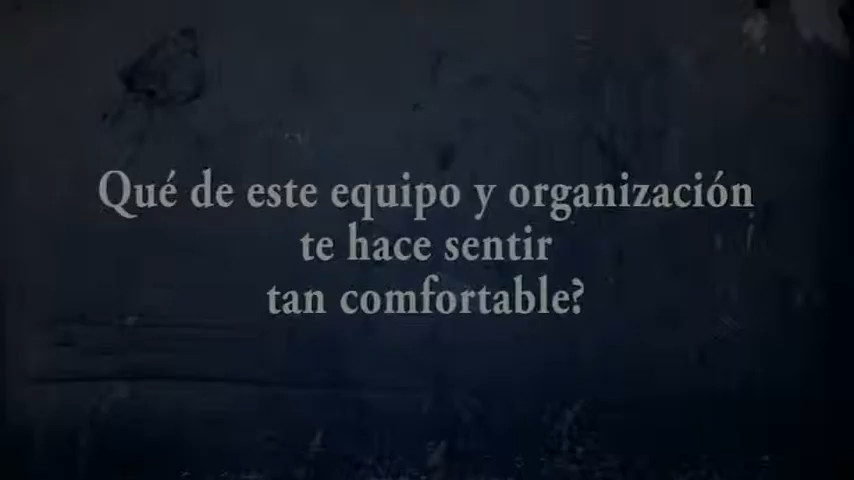 Qué de este equipo y organización
te hace sentir
tan comfortable?